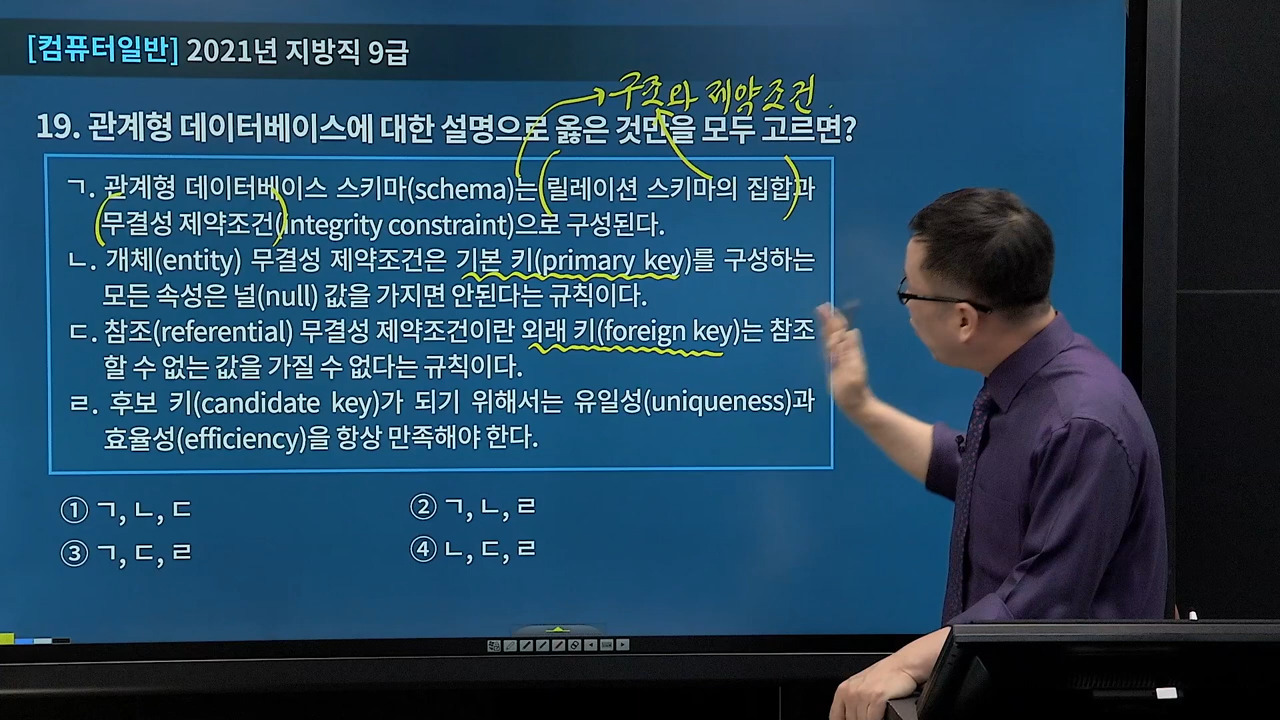 [컴퓨터일반] 2021년 지방직 9급
구조와 제약조건.
19. 관계형 데이터베이스에 대한 설명으로 옳은 것만을 모두 고르면?
ㄱ. 관계형 데이터베이스 스키마(schema)는 릴레이션 스키마의 집합과
무결성 제약조건(integrity constraint)으로 구성된다.
ㄴ. 개체(entity) 무결성 제약조건은 기본 키(primary key)를 구성하는
모든 속성은 널(null) 값을 가지면 안된다는 규칙이다.
ㄷ. 참조(referential) 무결성 제약조건이란 외래 키(foreign key)는 참조
할 수 없는 값을 가질 수 없다는 규칙이다.
ㄹ. 후보 키(candidate key)가 되기 위해서는 유일성(uniqueness)과
효율성(efficiency)을 항상 만족해야 한다.
① ㄱ, ㄴ, ㄷ
② ㄱ, ㄴ, ㄹ
③ ㄱ, ㄷ, ㄹ
④ ㄴ, ㄷ, ㄹ